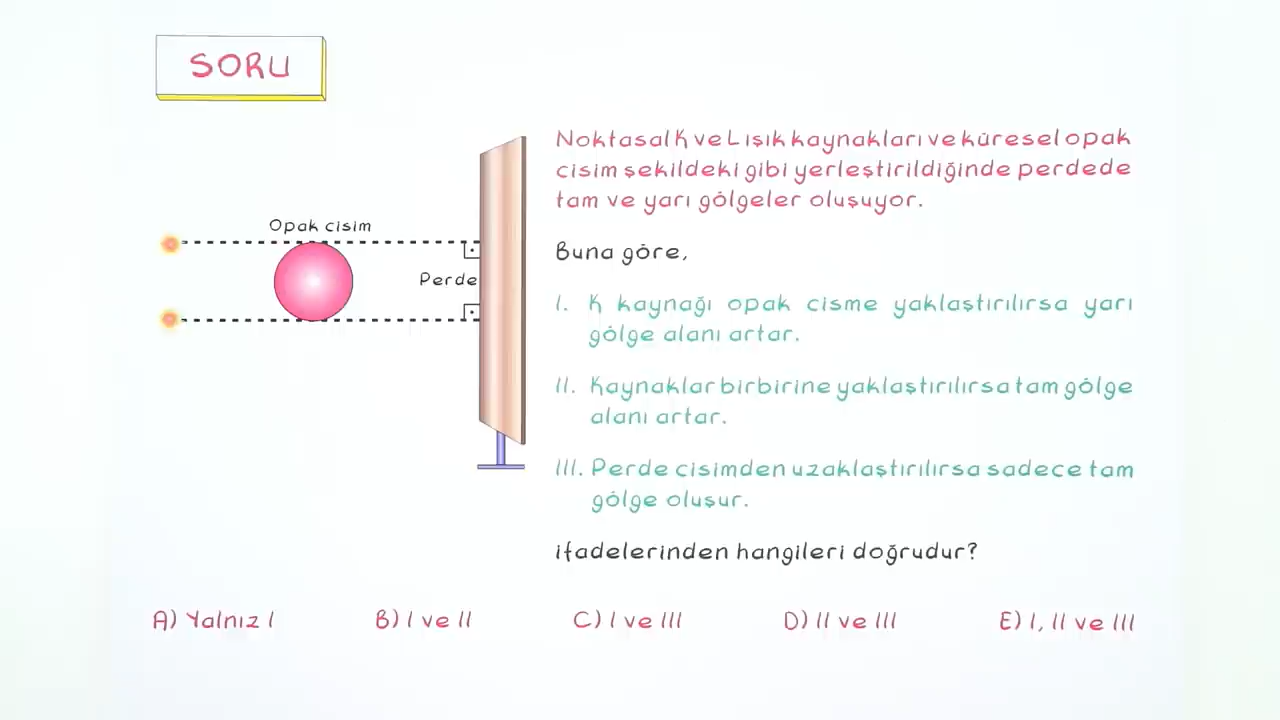 SORU
Noktasal K ve L ışık kaynakları ve küresel opak
cisim şekildeki gibi yerleştirildiğinde perdede
tam ve yarı gölgeler oluşuyor.
Opak cisim
Perde
Buna göre,
I. K kaynağı opak cisme yaklaştırılırsa yarı
gölge alanı artar.
II. Kaynaklar birbirine yaklaştırılırsa tam gölge
alanı artar.
III. Perde cisimden uzaklaştırılırsa sadece tam
gölge oluşur.
ifadelerinden hangileri doğrudur?
A) Yalnız I B) I ve II C) I ve III D) II ve III E) I, II ve III